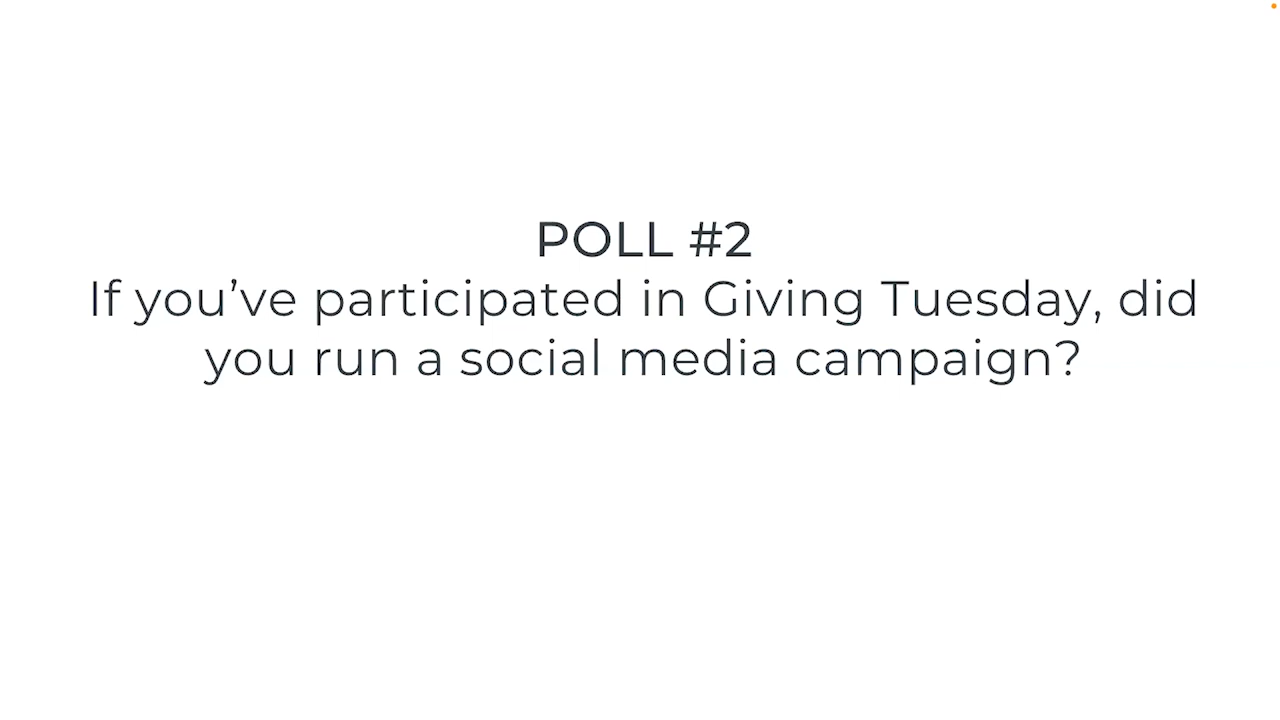 POLL #2
If you’ve participated in Giving Tuesday, did
you run a social media campaign?